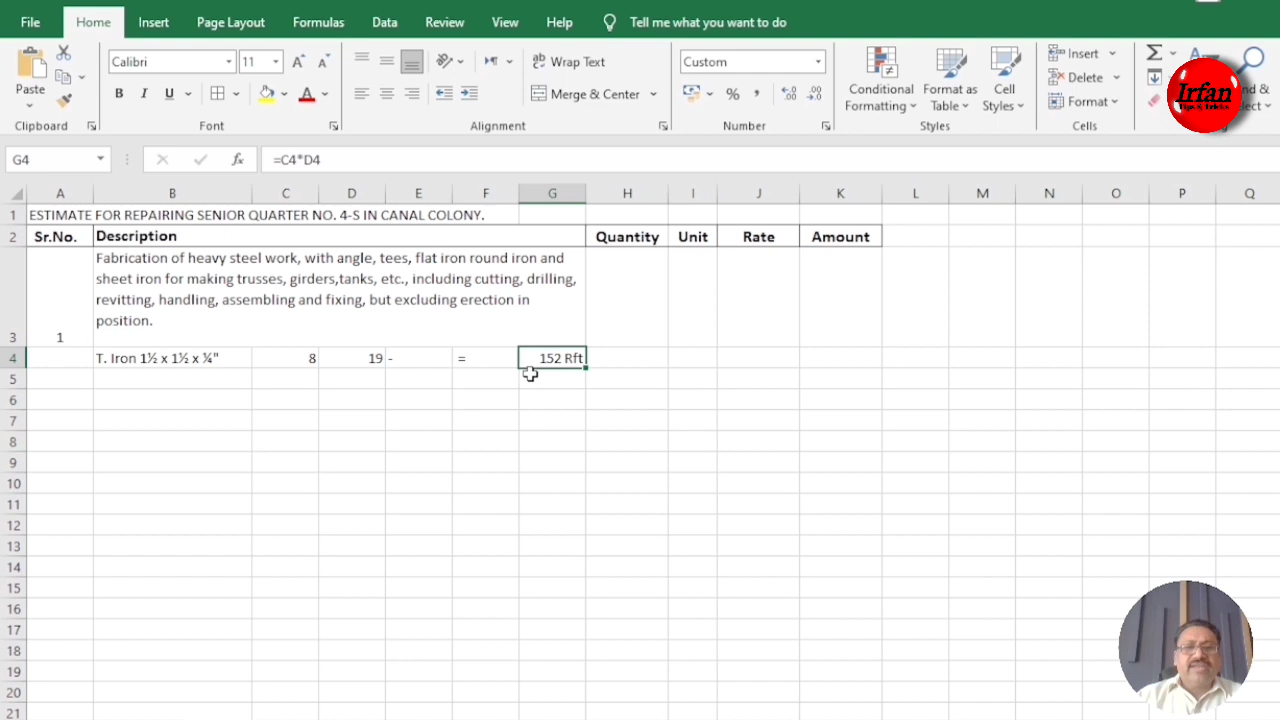 File Home Insert Page Layout Formulas Data Review View Help Tell me what you want to do
Paste
Calibri 11
B I U A
Wrap Text
Merge & Center
Custom
%
Conditional Formatting
Format as Table
Cell Styles
Insert
Delete
Format
Irfan
Tips & Tricks
Clipboard Font Alignment Number Styles Cells
G4 fx =C4*D4
A B C D E F G H I J K L M N O P Q
1 ESTIMATE FOR REPAIRING SENIOR QUARTER NO. 4-S IN CANAL COLONY.
2 Sr.No. Description Quantity Unit Rate Amount
Fabrication of heavy steel work, with angle, tees, flat iron round iron and
sheet iron for making trusses, girders,tanks, etc., including cutting, drilling,
revitting, handling, assembling and fixing, but excluding erection in
position.
3 1
4 T. Iron 1½ x 1½ x ¼" 8 19 - = 152 Rft
5
6
7
8
9
10
11
12
13
14
15
16
17
18
19
20
21